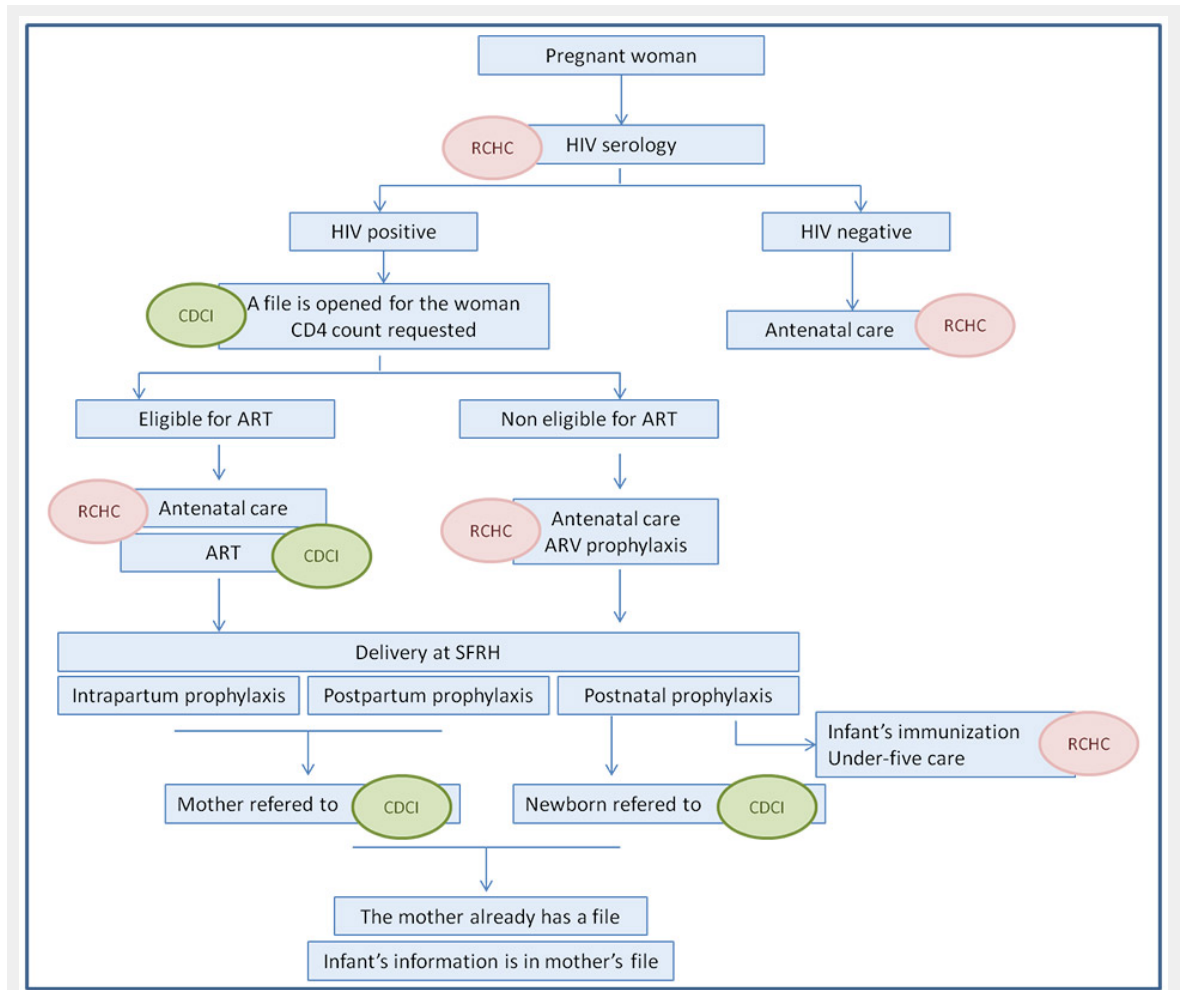 Pregnant woman
RCHC
HIV serology
HIV positive
HIV negative
CDCI
A file is opened for the woman
CD4 count requested
Antenatal care
RCHC
Eligible for ART
Non eligible for ART
RCHC
Antenatal care
ART
CDCI
RCHC
Antenatal care
ARV prophylaxis
Delivery at SFRH
Intrapartum prophylaxis
Postpartum prophylaxis
Postnatal prophylaxis
Infant's immunization
Under-five care
RCHC
Mother refered to
CDCI
Newborn refered to
CDCI
The mother already has a file
Infant's information is in mother's file